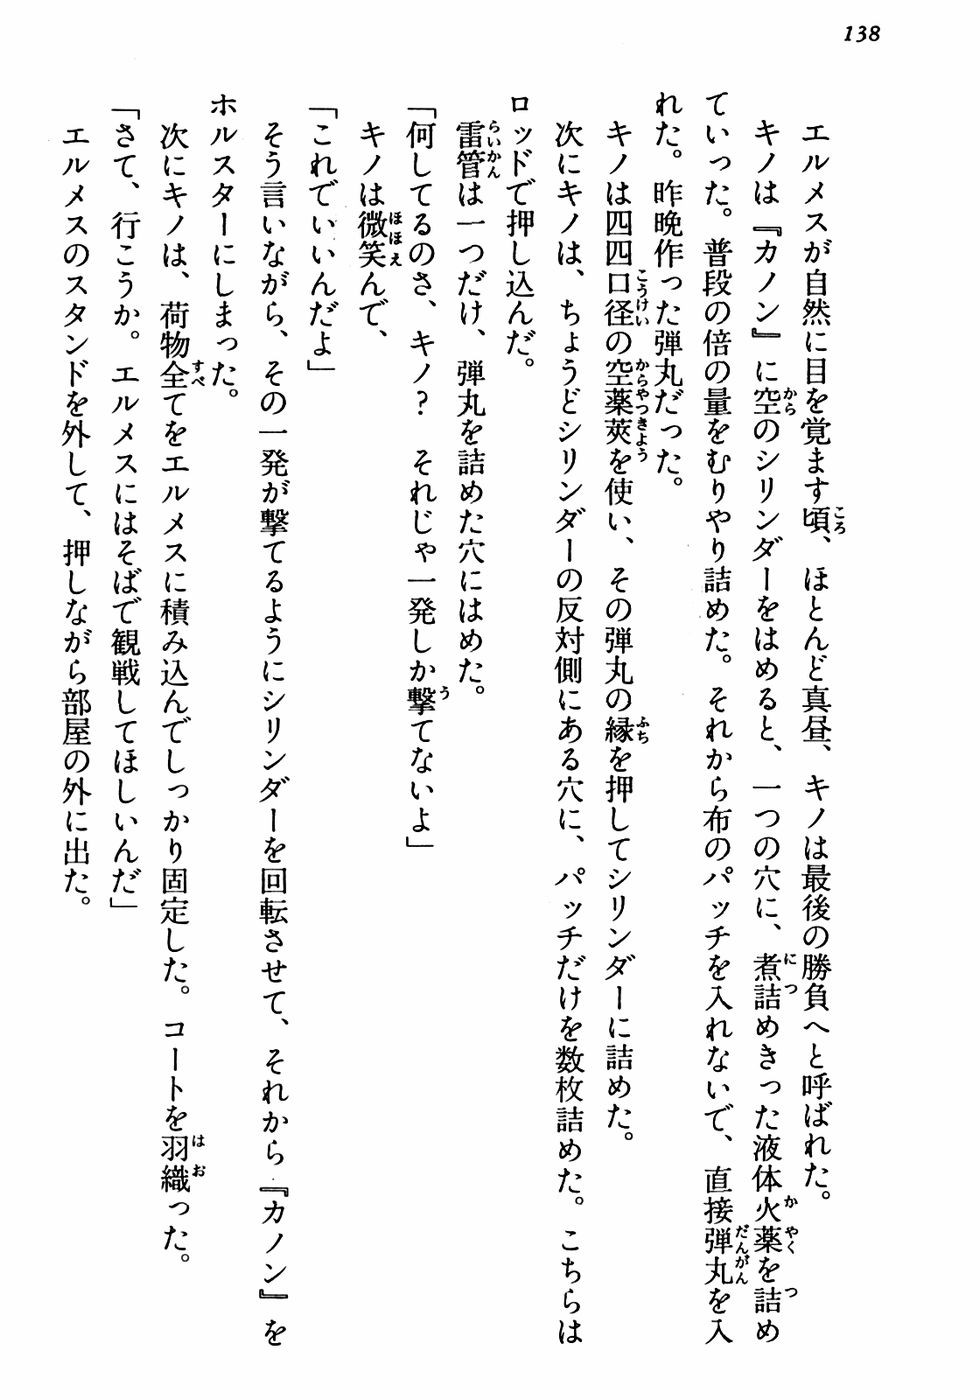 138
エルメスが自然に目を覚ます頃、ほとんど真昼、キノは最後の勝負へと呼ばれた。
キノは『カノン』に空のシリンダーをはめると、一つの穴に、煮詰めきった液体火薬を詰め
ていった。普段の倍の量をむりやり詰めた。それから布のパッチを入れないで、直接弾丸を入
れた。昨晩作った弾丸だった。
キノは四四口径の空薬莢を使い、その弾丸の縁を押してシリンダーに詰めた。
次にキノは、ちょうどシリンダーの反対側にある穴に、パッチだけを数枚詰めた。こちらは
ロッドで押し込んだ。
雷管は一つだけ、弾丸を詰めた穴にはめた。
「何してるのさ、キノ？　それじゃ一発しか撃てないよ」
キノは微笑んで、
「これでいいんだよ」
そう言いながら、その一発が撃てるようにシリンダーを回転させて、それから『カノン』を
ホルスターにしまった。
次にキノは、荷物全てをエルメスに積み込んでしっかり固定した。コートを羽織った。
「さて、行こうか。エルメスにはそばで観戦してほしいんだ」
エルメスのスタンドを外して、押しながら部屋の外に出た。